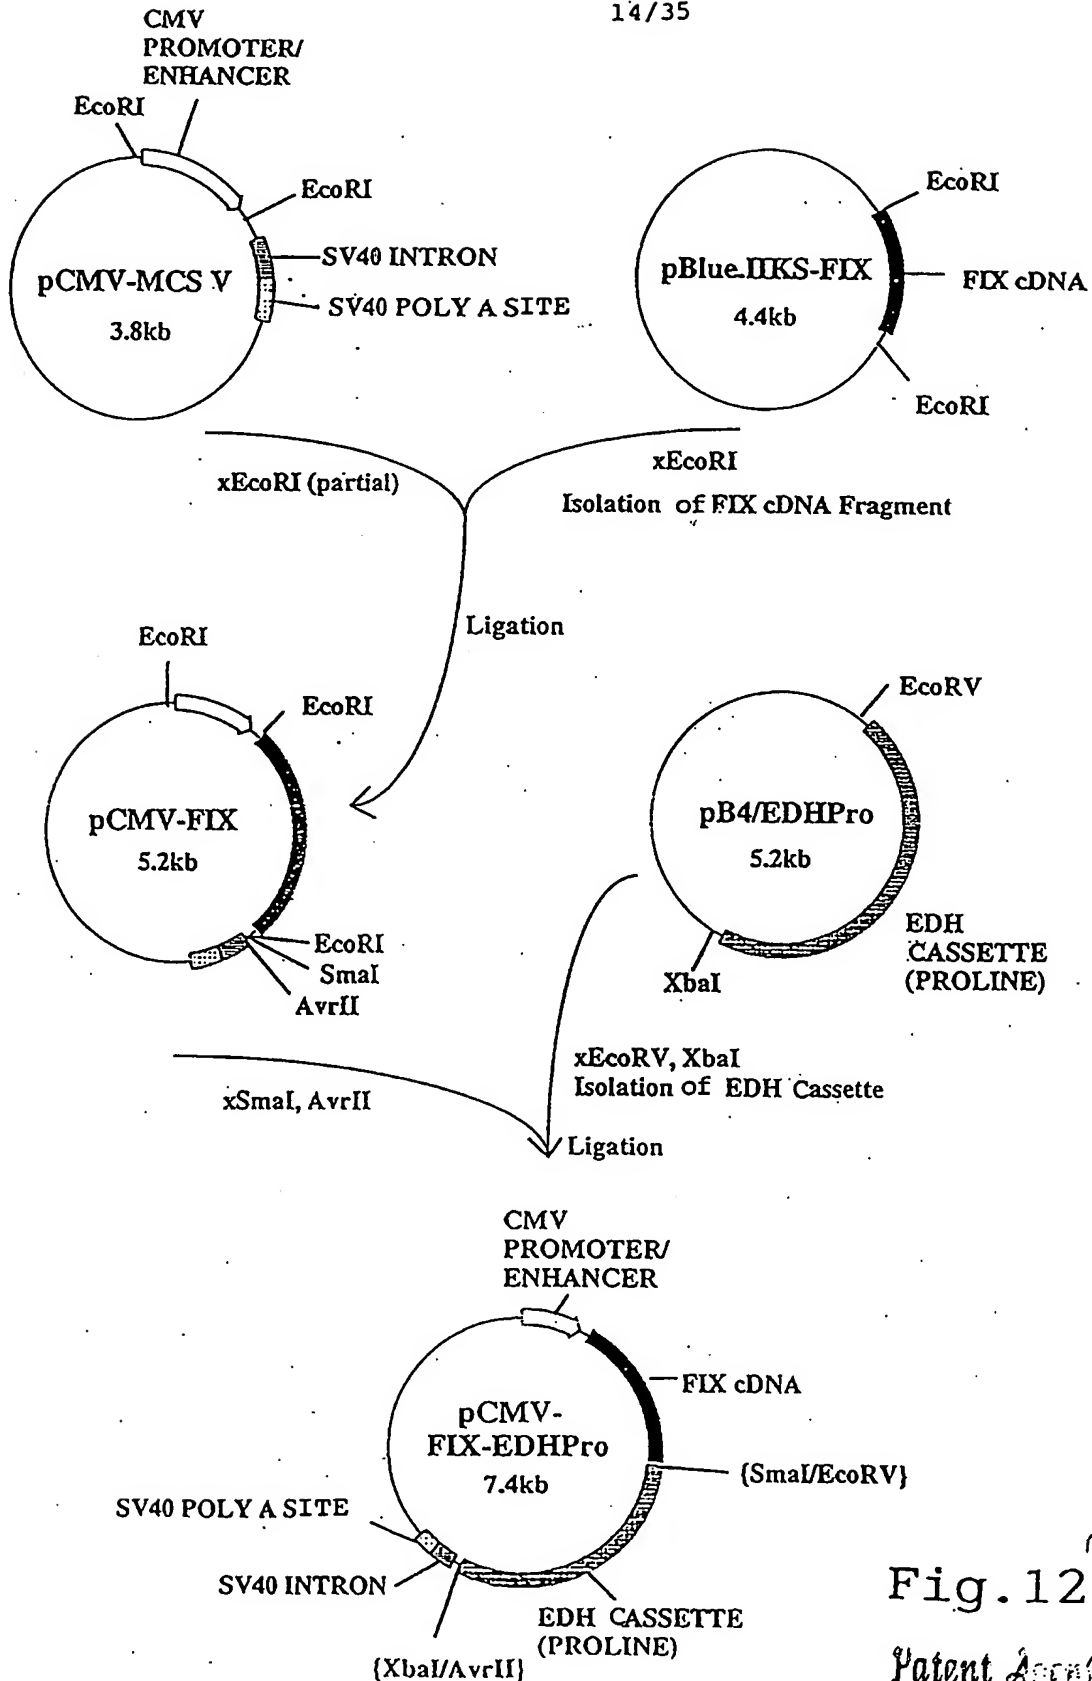 14/35
CMV
PROMOTER/
ENHANCER
EcoRI
EcoRI
SV40 INTRON
SV40 POLY A SITE
pCMV-MCS V
3.8kb
EcoRI
pBlue IIKS-FIX
4.4kb
FIX cDNA
EcoRI
xEcoRI (partial)
xEcoRI
Isolation of FIX cDNA Fragment
Ligation
EcoRI
EcoRI
pCMV-FIX
5.2kb
EcoRI
SmaI
AvrII
EcoRV
pB4/EDHPro
5.2kb
EDH
CASSETTE
(PROLINE)
XbaI
xSmaI, AvrII
xEcoRV, XbaI
Isolation of EDH Cassette
Ligation
CMV
PROMOTER/
ENHANCER
FIX cDNA
pCMV-
FIX-EDHPro
7.4kb
{SmaI/EcoRV}
SV40 POLY A SITE
SV40 INTRON
EDH CASSETTE
(PROLINE)
{XbaI/AvrII}
Fig.12
Patent